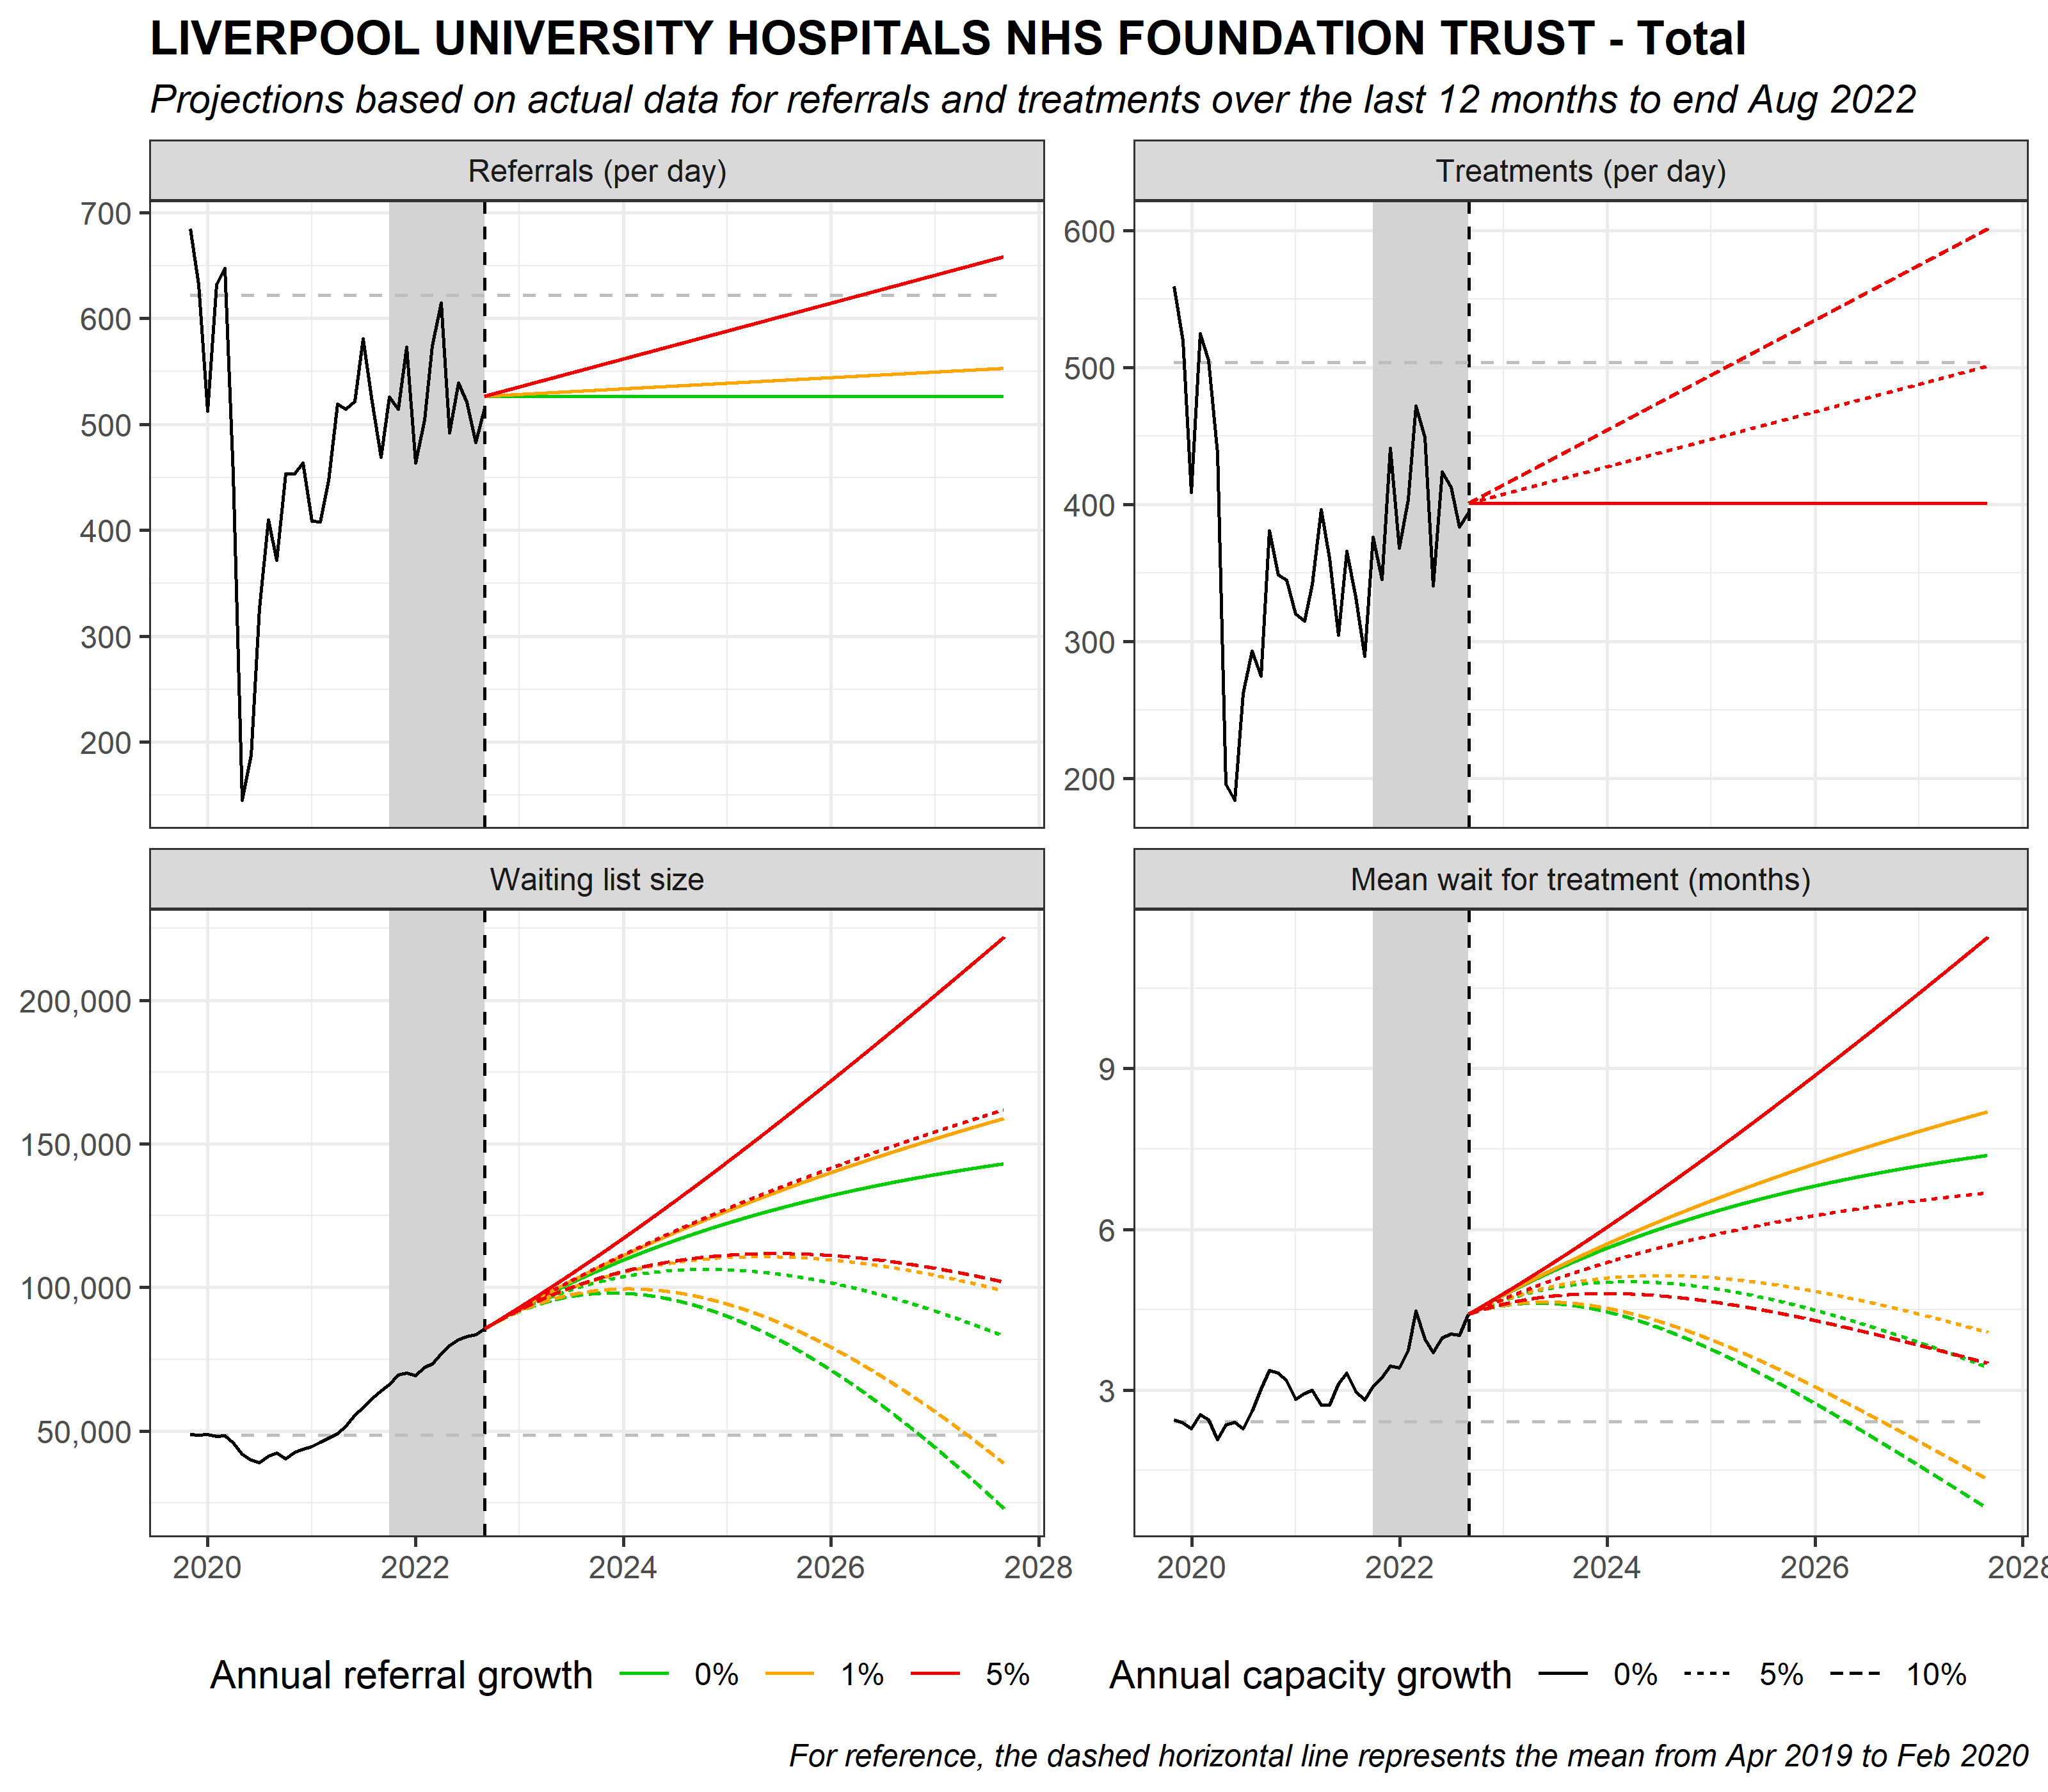 LIVERPOOL UNIVERSITY HOSPITALS NHS FOUNDATION TRUST - Total
Projections based on actual data for referrals and treatments over the last 12 months to end Aug 2022
Referrals (per day)
700
600
500
400
300
200
Treatments (per day)
600
500
400
300
200
Waiting list size
200,000
150,000
100,000
50,000
2020 2022 2024 2026 2028
Mean wait for treatment (months)
9
6
3
2020 2022 2024 2026 2028
Annual referral growth 0% 1% 5%
Annual capacity growth 0% 5% 10%
For reference, the dashed horizontal line represents the mean from Apr 2019 to Feb 2020